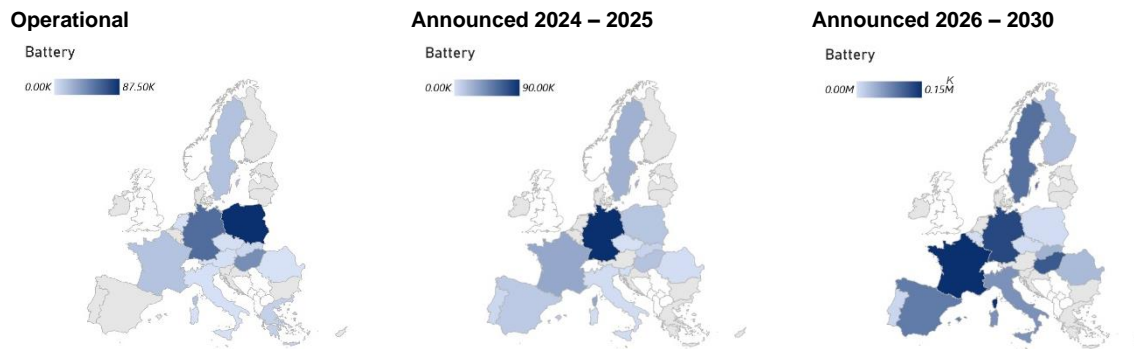 Operational
Battery
0.00K 87.50K
Announced 2024 – 2025
Battery
0.00K 90.00K
Announced 2026 – 2030
Battery
K
0.00M 0.15M